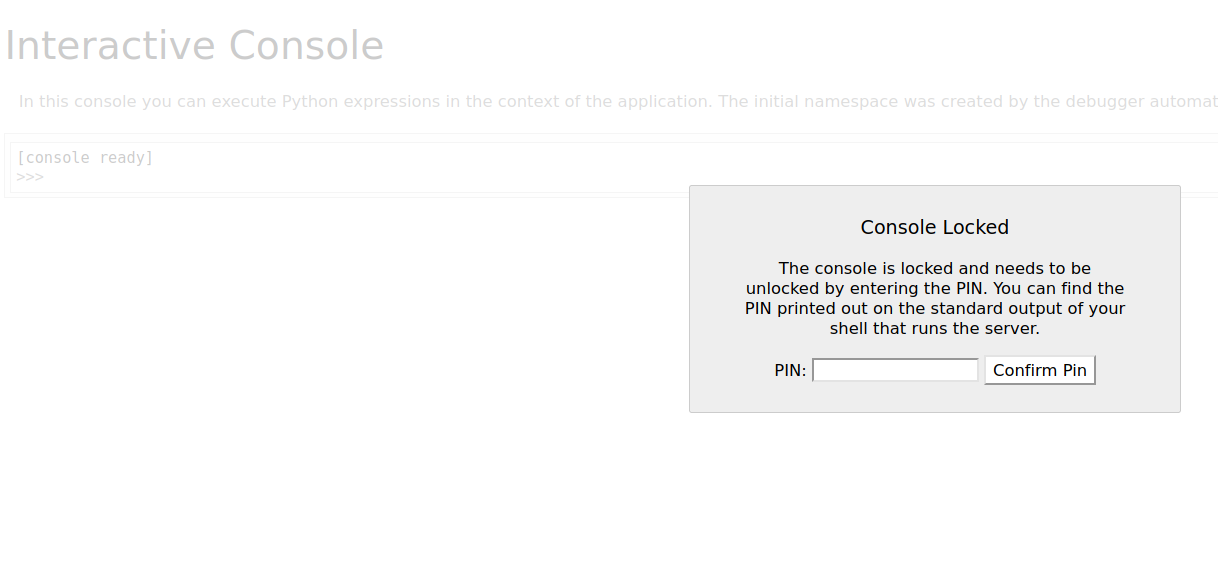 Interactive Console
In this console you can execute Python expressions in the context of the application. The initial namespace was created by the debugger automat
[console ready]
>>>
Console Locked
The console is locked and needs to be
unlocked by entering the PIN. You can find the
PIN printed out on the standard output of your
shell that runs the server.
PIN: Confirm Pin